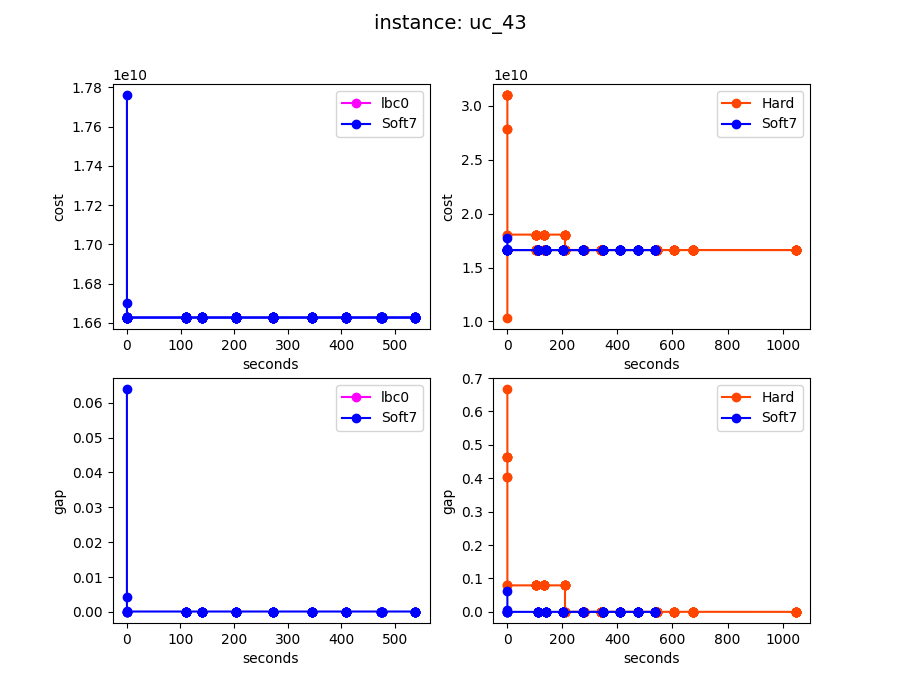 instance: uc_43
1e10
1.78
1.76
1.74
1.72
1.70
1.68
1.66
cost
0 100 200 300 400 500
seconds
lbc0
Soft7
1e10
3.0
2.5
2.0
1.5
1.0
cost
0 200 400 600 800 1000
seconds
Hard
Soft7
0.06
0.05
0.04
0.03
0.02
0.01
0.00
gap
0 100 200 300 400 500
seconds
lbc0
Soft7
0.7
0.6
0.5
0.4
0.3
0.2
0.1
0.0
gap
0 200 400 600 800 1000
seconds
Hard
Soft7